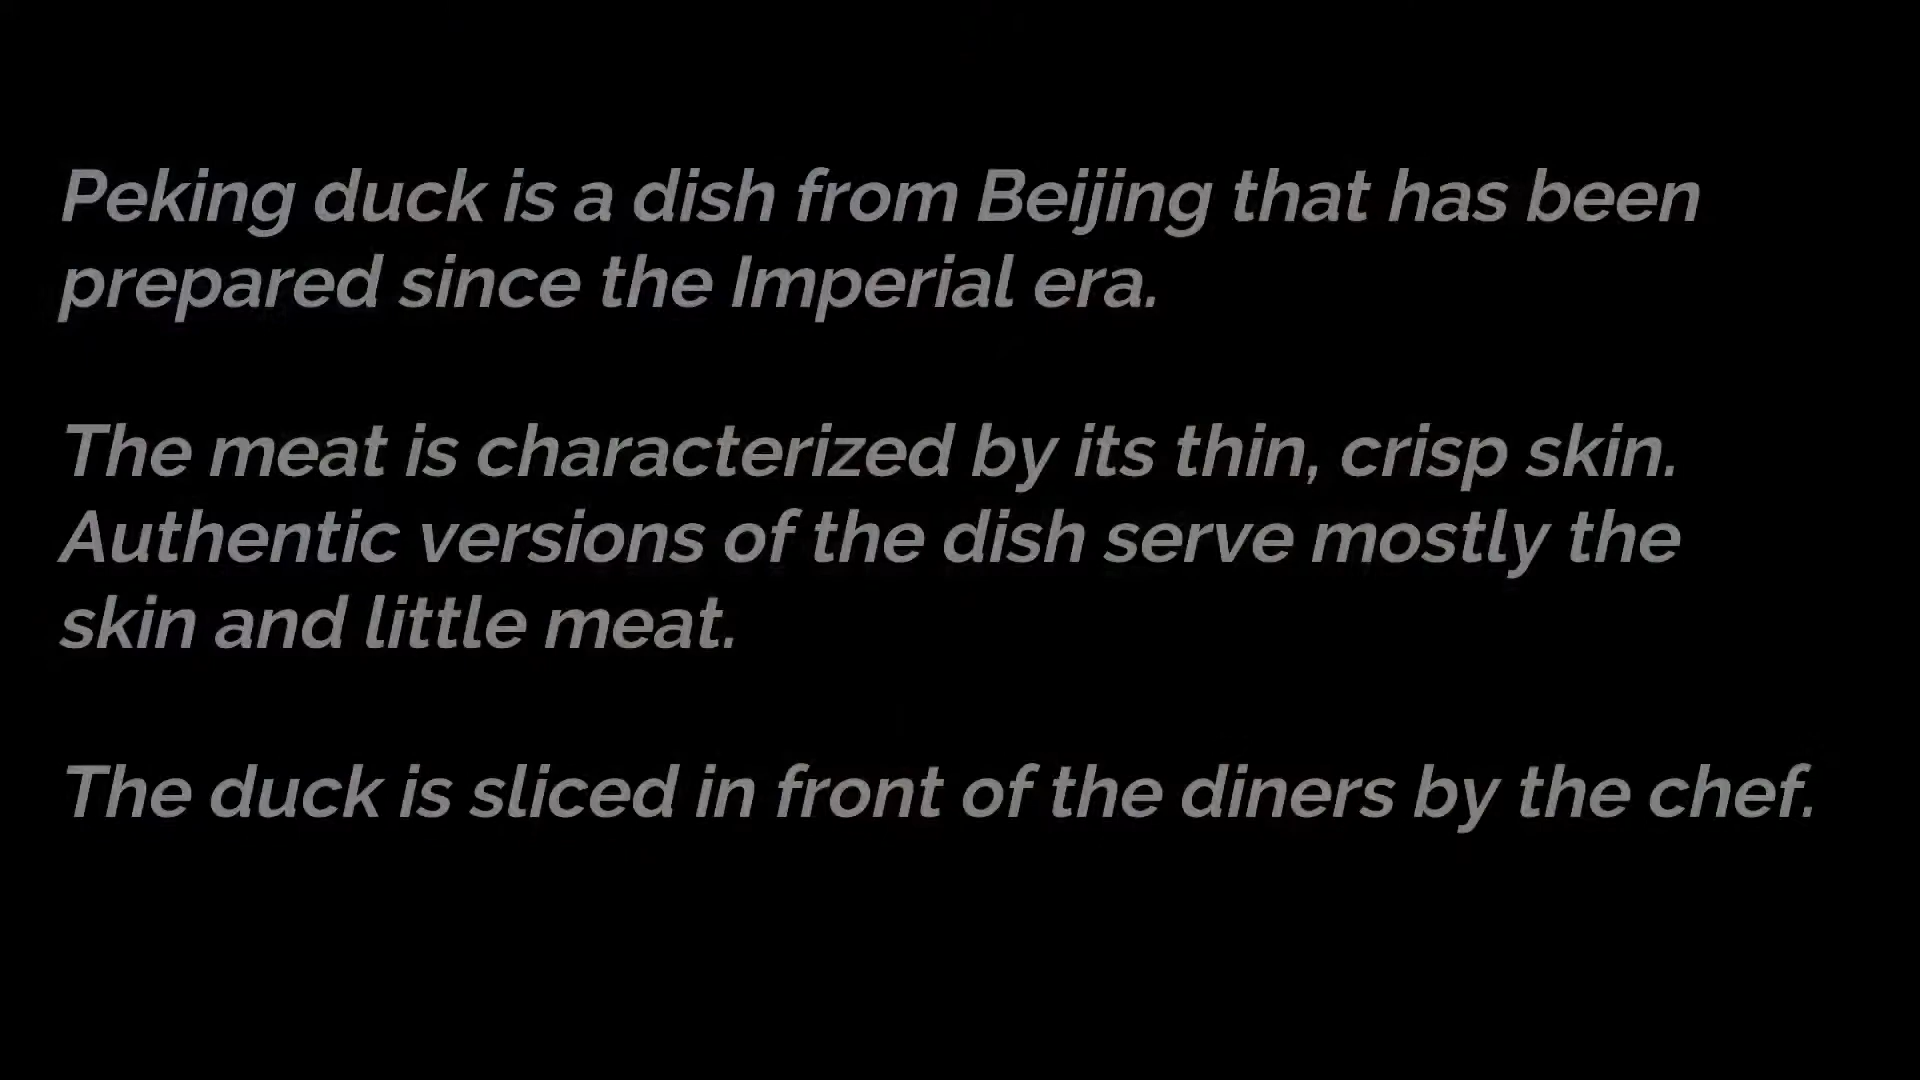 Peking duck is a dish from Beijing that has been
prepared since the Imperial era.
The meat is characterized by its thin, crisp skin.
Authentic versions of the dish serve mostly the
skin and little meat.
The duck is sliced in front of the diners by the chef.